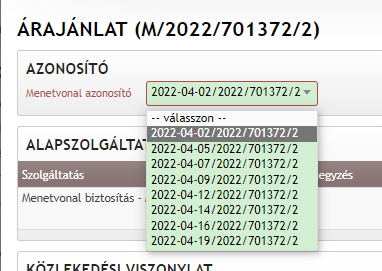 ÁRAJÁNLAT (M/2022/701372/2)
AZONOSÍTÓ
Menetvonal azonosító 2022-04-02/2022/701372/2
-- válasszon --
2022-04-02/2022/701372/2
2022-04-05/2022/701372/2
2022-04-07/2022/701372/2
2022-04-09/2022/701372/2
2022-04-12/2022/701372/2
2022-04-14/2022/701372/2
2022-04-16/2022/701372/2
2022-04-19/2022/701372/2
ALAPSZOLGÁLTAT
Szolgáltatás egyzés
Menetvonal biztosítás -
KÖZLEKEDÉSI VISZONYLAT